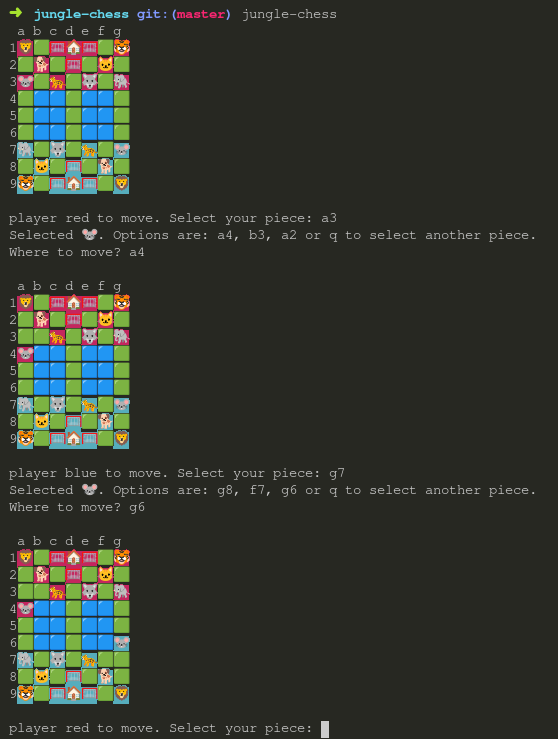 ➜ jungle-chess git:(master) jungle-chess
a b c d e f g
1
2
3
4
5
6
7
8
9
player red to move. Select your piece: a3
Selected 🐭. Options are: a4, b3, a2 or q to select another piece.
Where to move? a4
a b c d e f g
1
2
3
4
5
6
7
8
9
player blue to move. Select your piece: g7
Selected 🐭. Options are: g8, f7, g6 or q to select another piece.
Where to move? g6
a b c d e f g
1
2
3
4
5
6
7
8
9
player red to move. Select your piece: